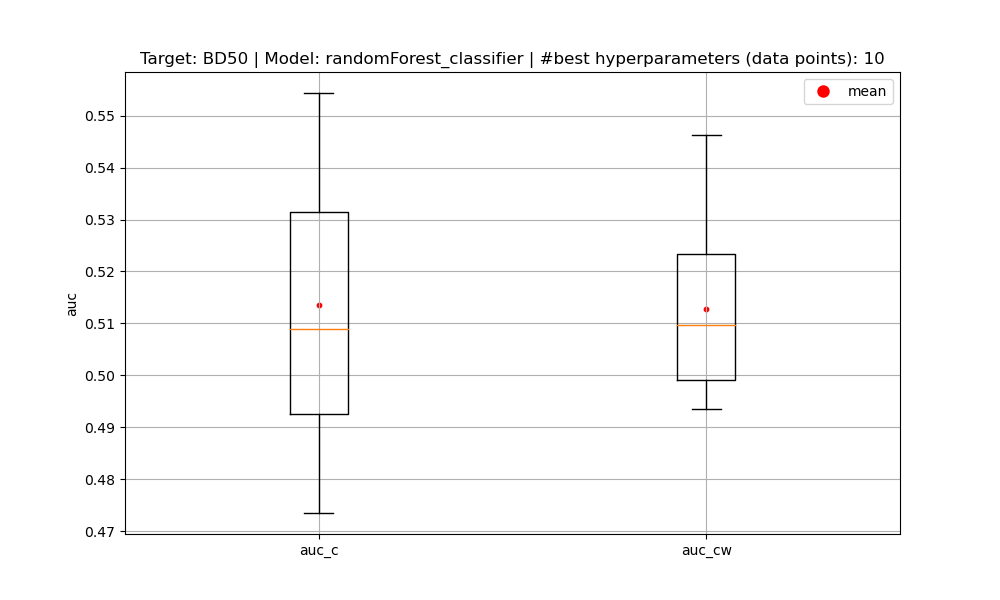 Target: BD50 | Model: randomForest_classifier | #best hyperparameters (data points): 10
mean
0.55
0.54
0.53
0.52
0.51
0.50
0.49
0.48
0.47
auc
auc_c
auc_cw